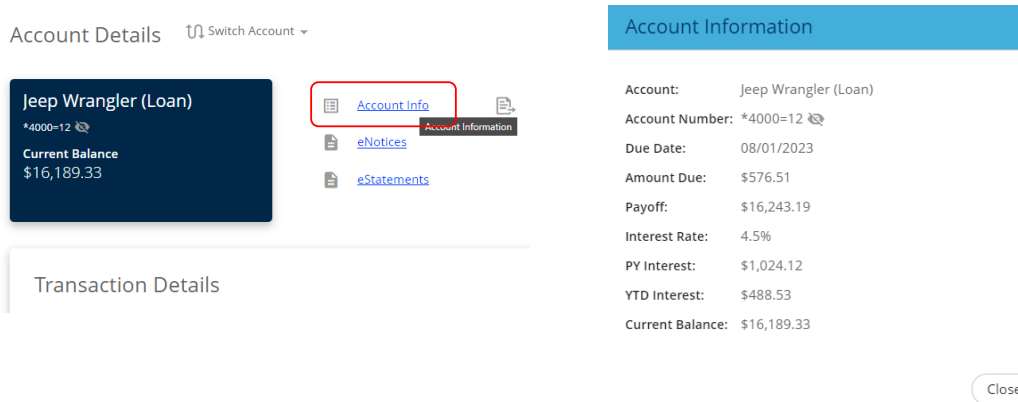 Account Details
Switch Account
Jeep Wrangler (Loan)
*4000=12
Current Balance
$16,189.33
Account Info
Account Information
eNotices
eStatements
Transaction Details
Account Information
Account: Jeep Wrangler (Loan)
Account Number: *4000=12
Due Date: 08/01/2023
Amount Due: $576.51
Payoff: $16,243.19
Interest Rate: 4.5%
PY Interest: $1,024.12
YTD Interest: $488.53
Current Balance: $16,189.33
Close